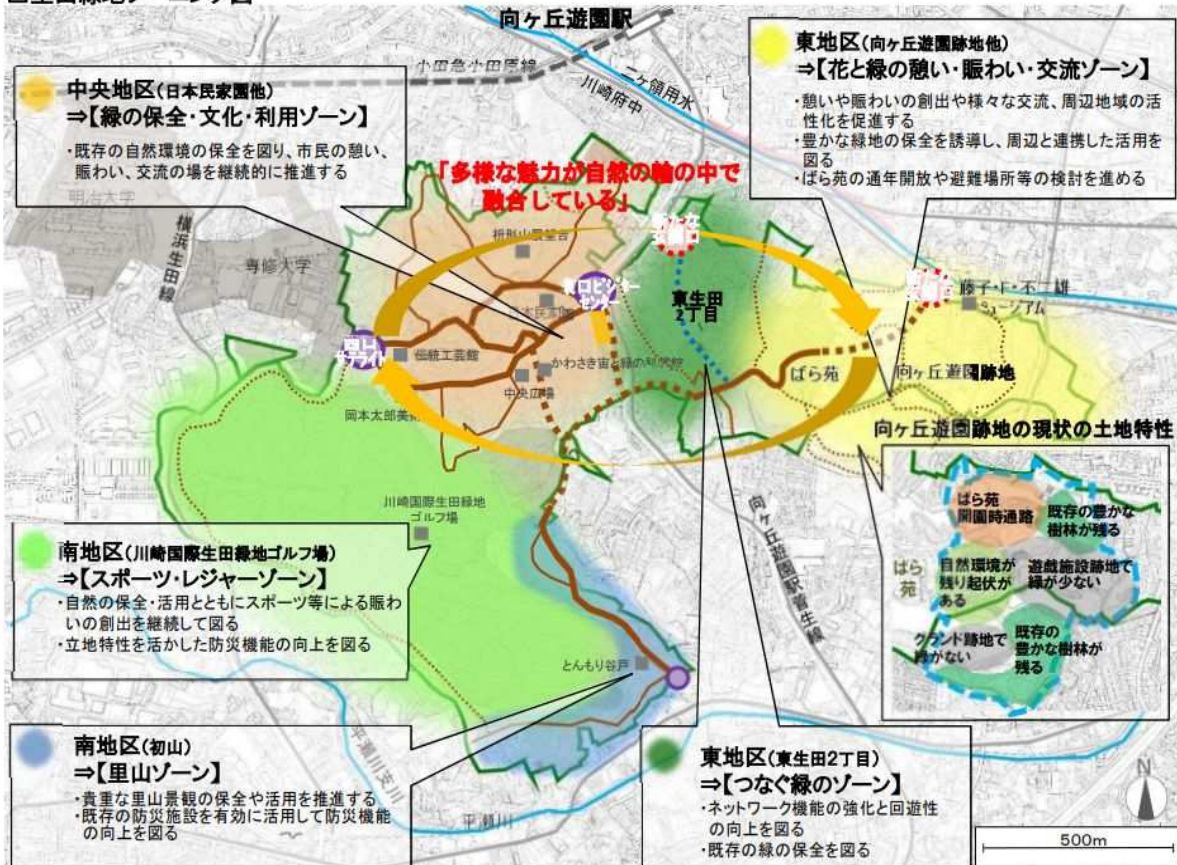 向ヶ丘遊園駅
小田急小田原線
二ヶ領用水
川崎府中
中央地区(日本民家園他)
⇒【緑の保全・文化・利用ゾーン】
・既存の自然環境の保全を図り、市民の憩い、
賑わい、交流の場を継続的に推進する
東地区(向ヶ丘遊園跡地他)
⇒【花と緑の憩い・賑わい・交流ゾーン】
・憩いや賑わいの創出や様々な交流、周辺地域の活
性化を促進する
・豊かな緑地の保全を誘導し、周辺と連携した活用を
図る
・ばら苑の通年開放や避難場所等の検討を進める
「多様な魅力が自然の輪の中で
融合している」
明治大学
横浜生田線
専修大学
枡形山展望台
東口ビジター
センター
西口
サテライト
伝統工芸館
かわさき宙と緑の科学館
中央広場
岡本太郎美術
東生田
2丁目
藤子・F・不二雄
ミュージアム
ばら苑
向ヶ丘遊園跡地
向ヶ丘遊園跡地の現状の土地特性
ばら苑
開園時通路
既存の豊かな
樹林が残る
ばら
苑
自然環境が
残り起伏が
ある
遊戯施設跡地で
緑が少ない
グランド跡地で
緑がない
既存の
豊かな樹林が
残る
川崎国際生田緑地
ゴルフ場
向ヶ丘遊園駅菅生線
南地区(川崎国際生田緑地ゴルフ場)
⇒【スポーツ・レジャーゾーン】
・自然の保全・活用とともにスポーツ等による賑わ
いの創出を継続して図る
・立地特性を活かした防災機能の向上を図る
とんもり谷戸
南地区(初山)
⇒【里山ゾーン】
・貴重な里山景観の保全や活用を推進する
・既存の防災施設を有効に活用して防災機能
の向上を図る
平瀬川支川
平瀬川
東地区(東生田2丁目)
⇒【つなぐ緑のゾーン】
・ネットワーク機能の強化と回遊性
の向上を図る
・既存の緑の保全を図る
N
500m